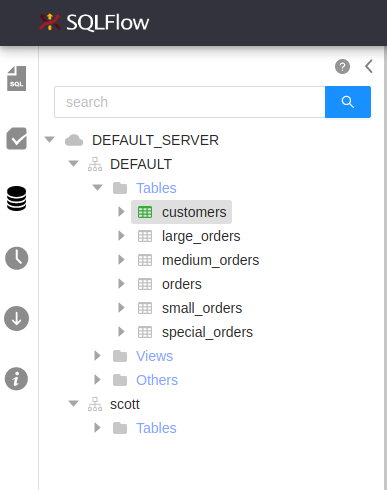 SQLFlow
SQL
?
search
DEFAULT_SERVER
DEFAULT
Tables
customers
large_orders
medium_orders
orders
small_orders
special_orders
Views
Others
scott
Tables